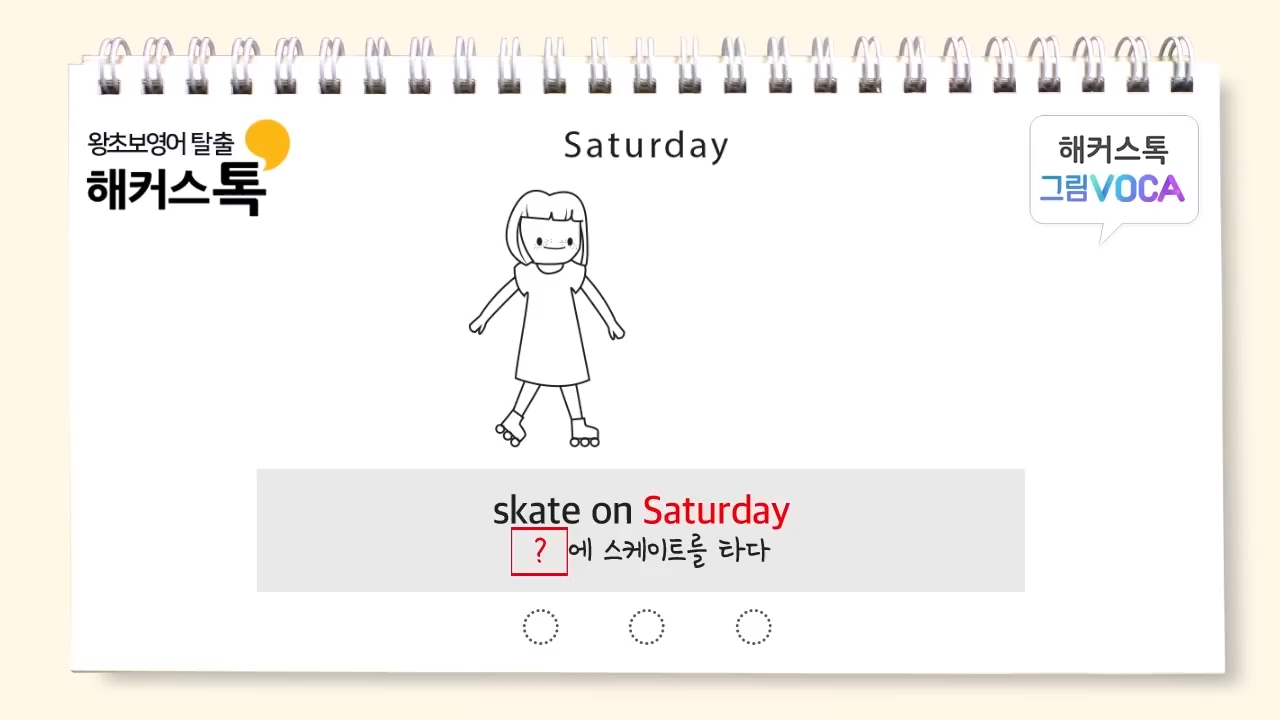 왕초보영어 탈출
해커스톡
Saturday
해커스톡
그림VOCA
skate on Saturday
?에 스케이트를 타다